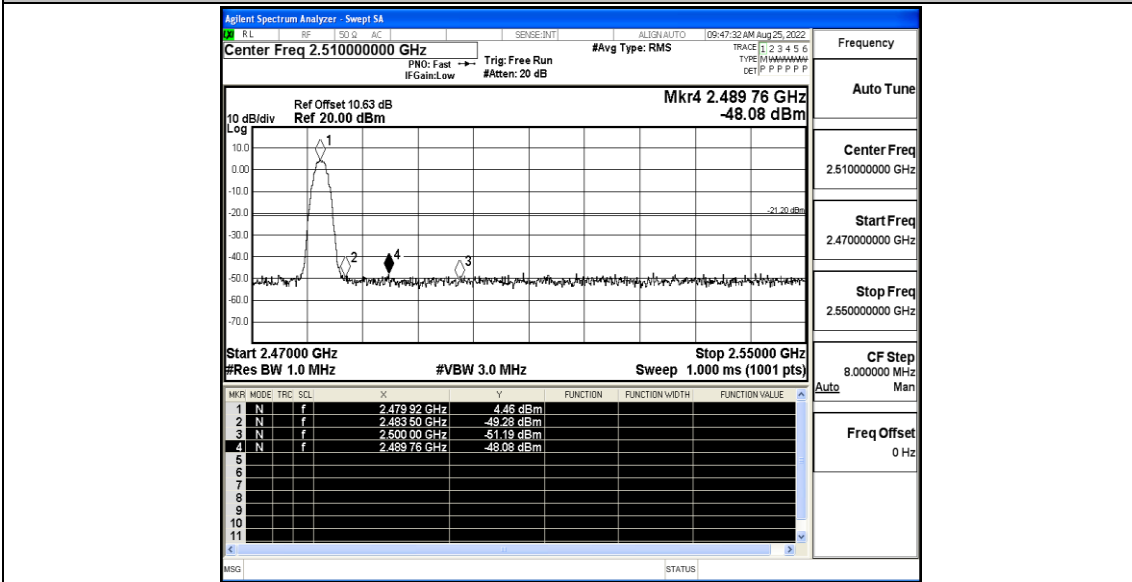 Agilent Spectrum Analyzer - Swept SA
RL RF 50 Ω AC SENSE:INT ALIGN AUTO 09:47:32 AM Aug 25, 2022
Center Freq 2.510000000 GHz
#Avg Type: RMS
TRACE 1 2 3 4 5 6
PNO: Fast
Trig: Free Run
TYPE MWWWWW
IFGain:Low
#Atten: 20 dB
DET P P P P P P
Mkr4 2.489 76 GHz
-48.08 dBm
Ref Offset 10.63 dB
10 dB/div Ref 20.00 dBm
Log
10.0
0.00
-10.0
-20.0
-30.0
-40.0
-50.0
-60.0
-70.0
1
2
4
3
-21.20 dBm
Start 2.47000 GHz Stop 2.55000 GHz
#Res BW 1.0 MHz #VBW 3.0 MHz Sweep 1.000 ms (1001 pts)
MKR MODE TRC SCL X Y FUNCTION FUNCTION WIDTH FUNCTION VALUE
1 N f 2.479 92 GHz 4.46 dBm
2 N f 2.483 50 GHz -49.28 dBm
3 N f 2.500 00 GHz -51.19 dBm
4 N f 2.489 76 GHz -48.08 dBm
5
6
7
8
9
10
11
MSG STATUS
Frequency
Auto Tune
Center Freq
2.510000000 GHz
Start Freq
2.470000000 GHz
Stop Freq
2.550000000 GHz
CF Step
8.000000 MHz
Auto Man
Freq Offset
0 Hz